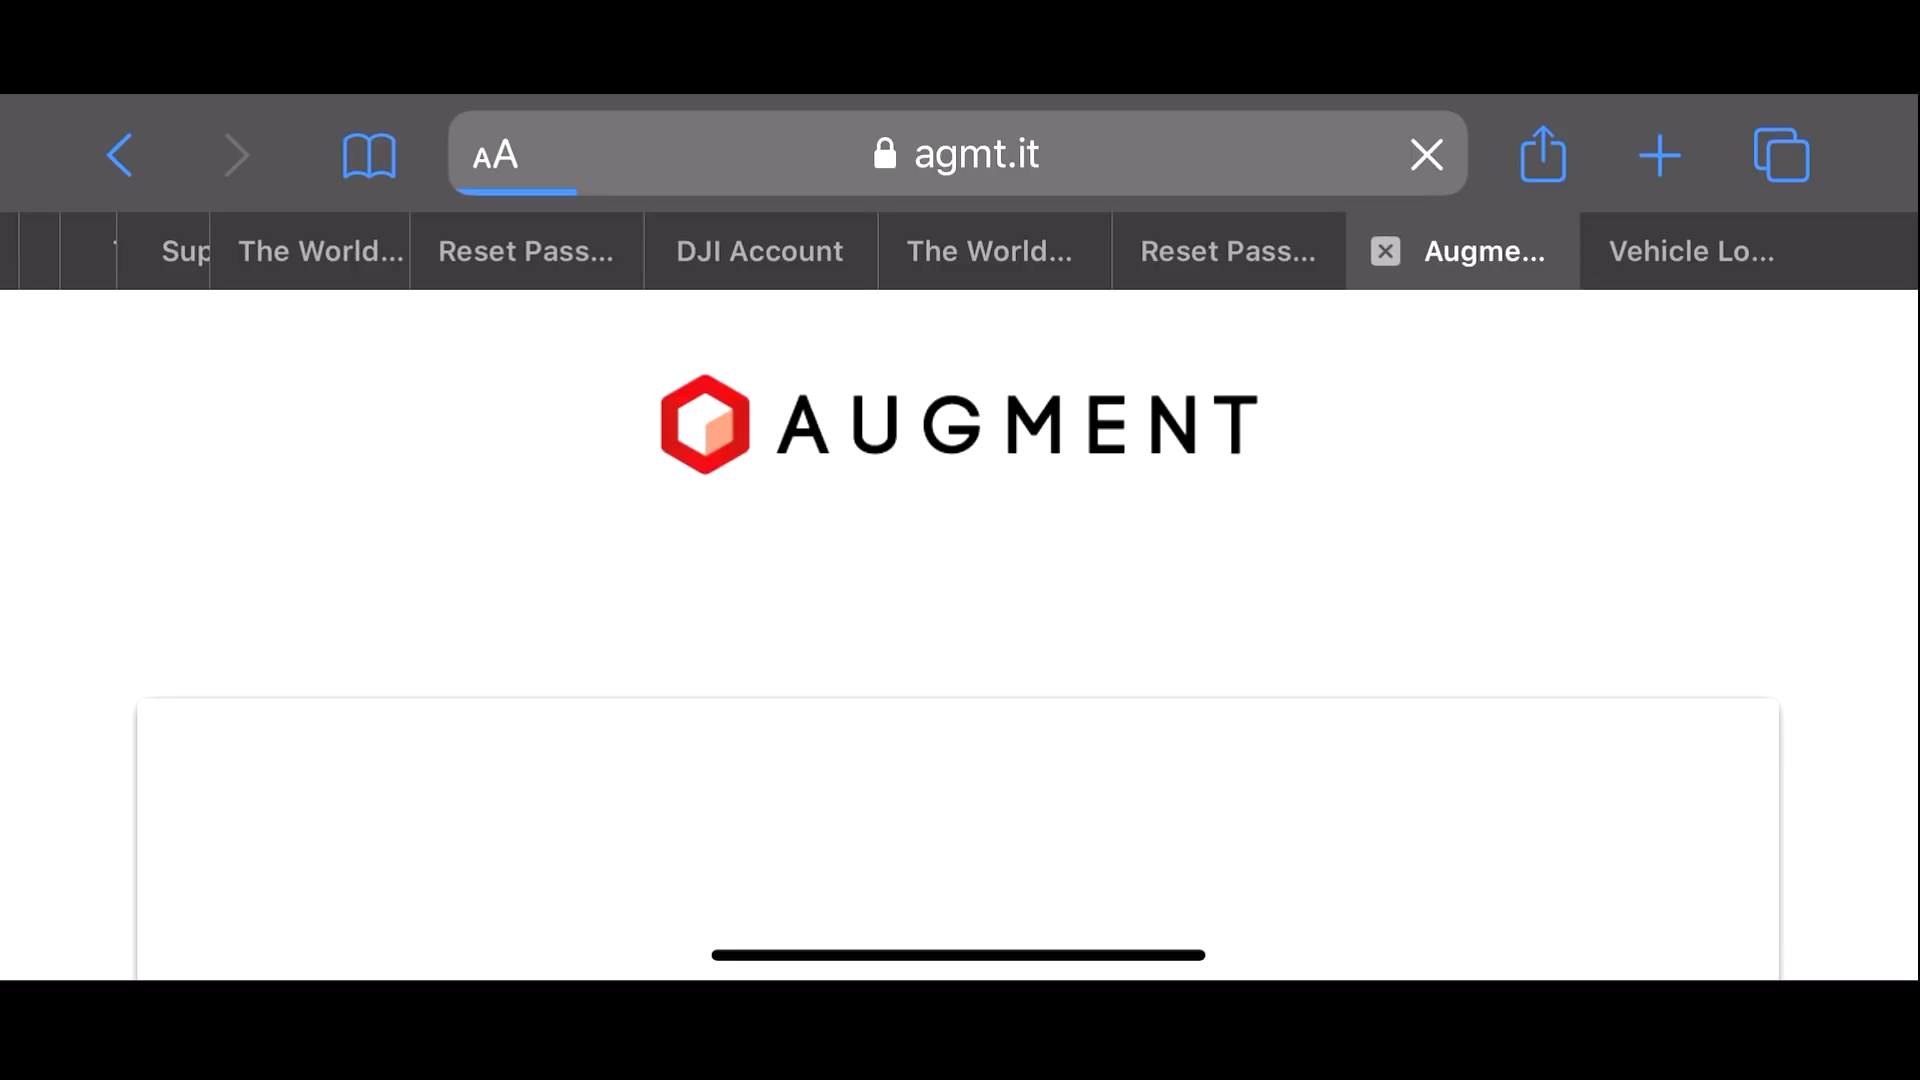 AA agmt.it
Sup The World... Reset Pass... DJI Account The World... Reset Pass... Augme... Vehicle Lo...
AUGMENT